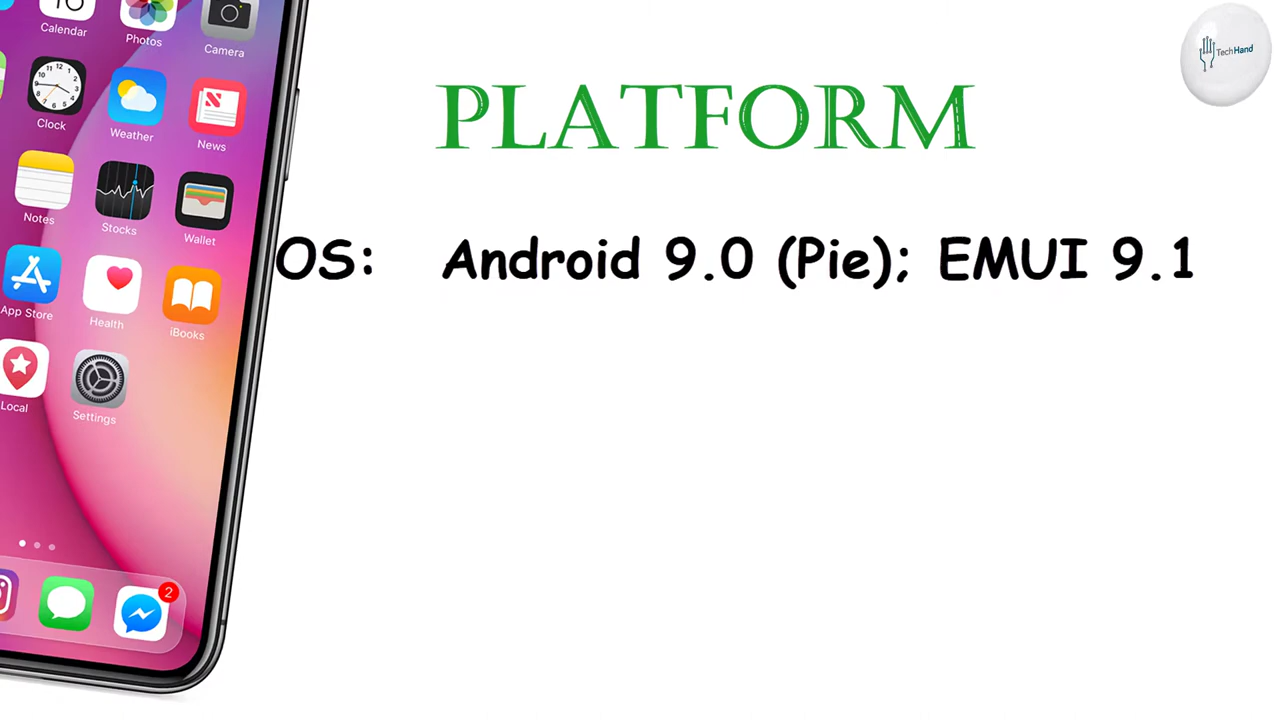 Calendar
Photos
Camera
Clock
Weather
News
Notes
Stocks
Wallet
App Store
Health
iBooks
Local
Settings
2
TechHand
PLATFORM
OS: Android 9.0 (Pie); EMUI 9.1